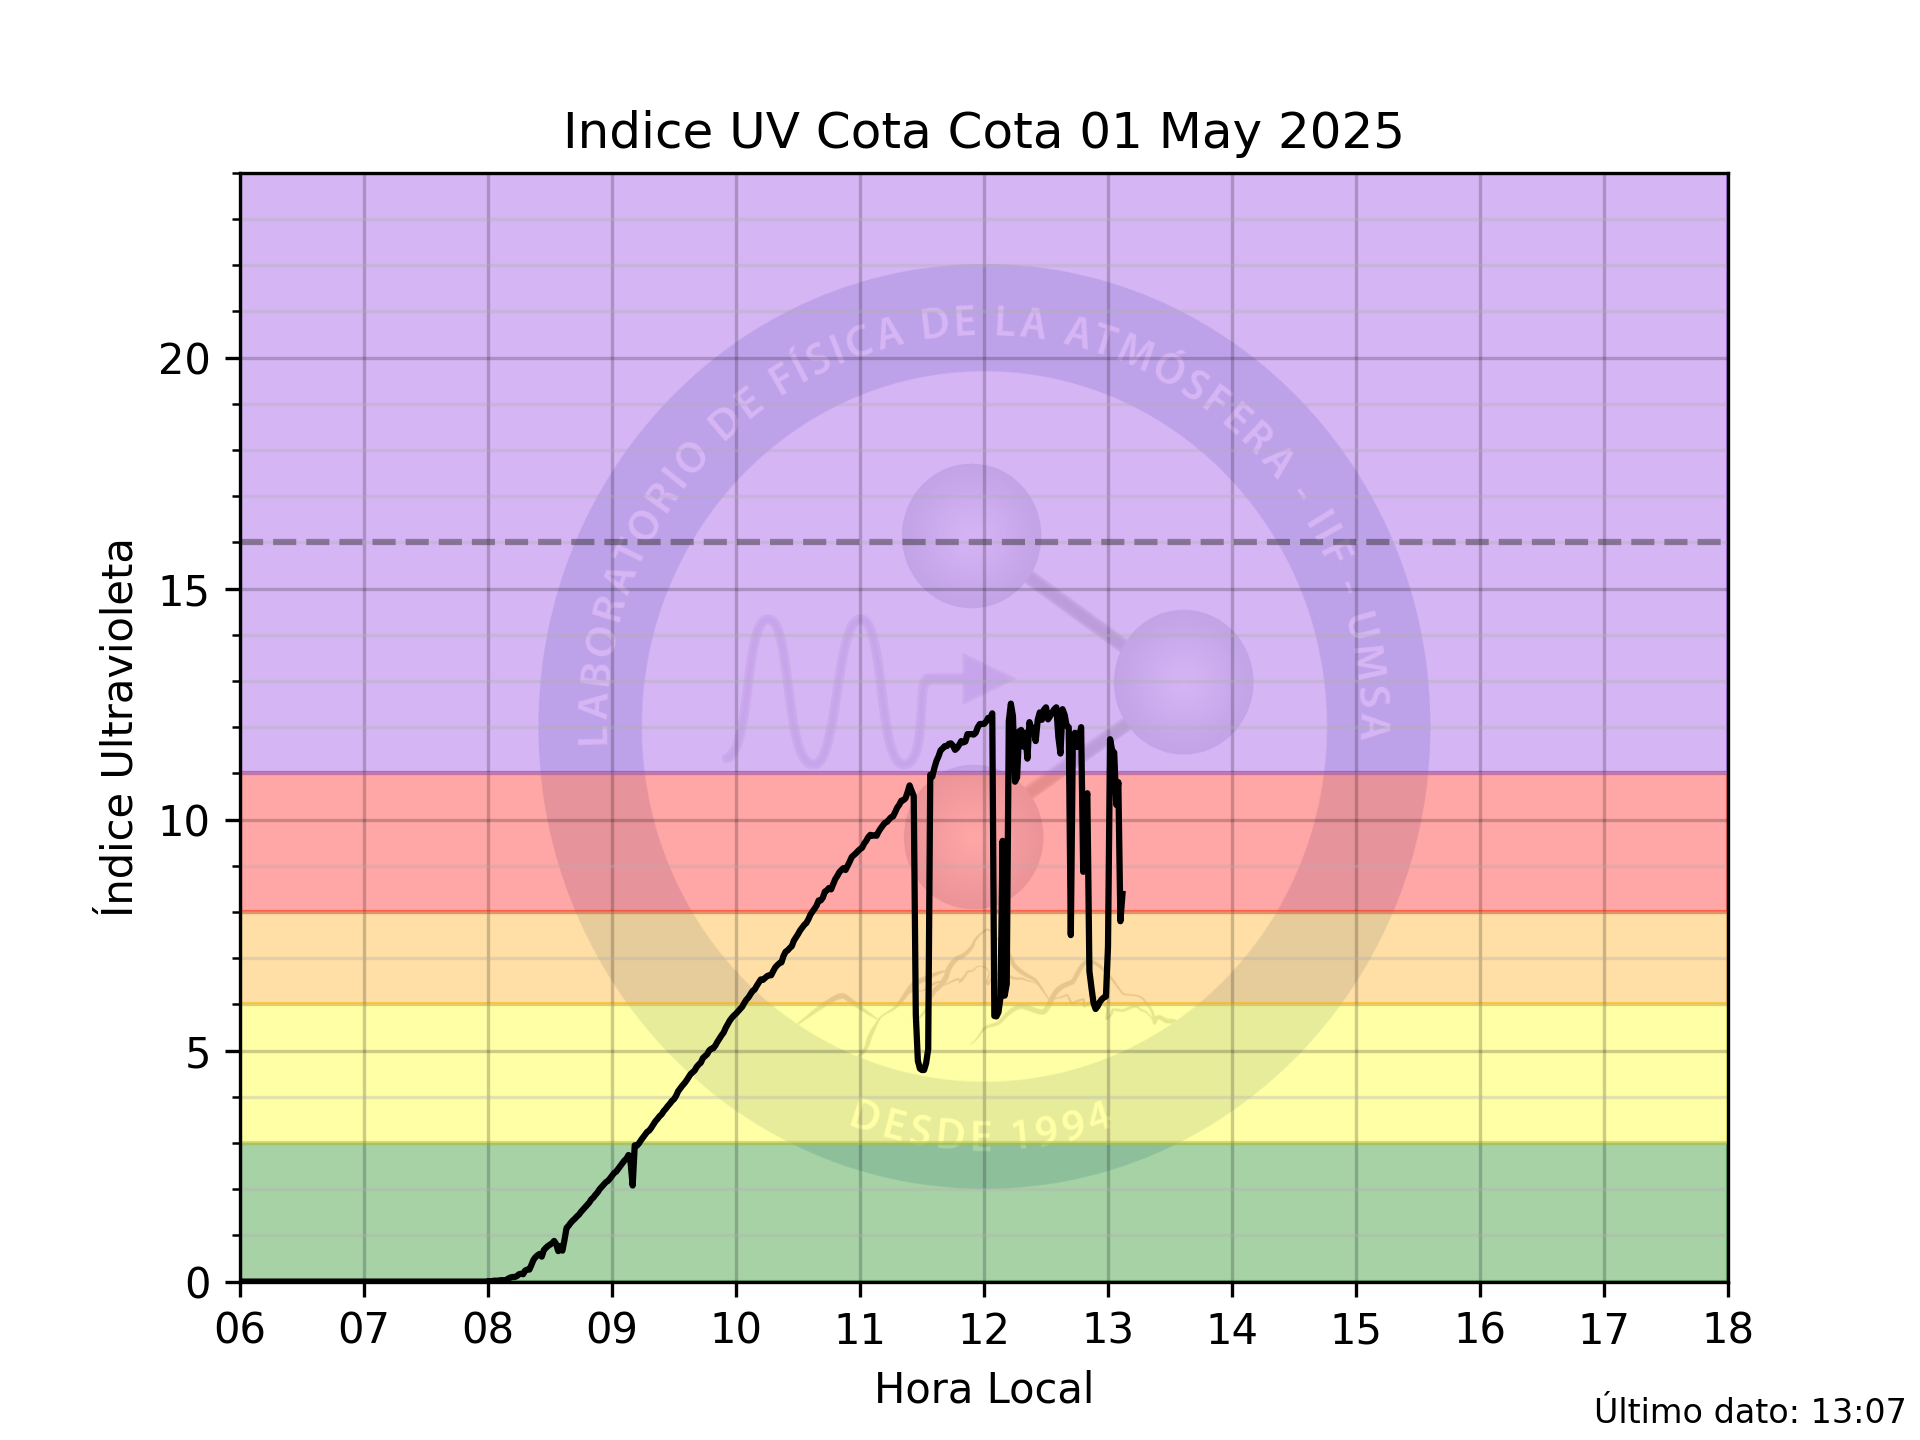 Indice UV Cota Cota 01 May 2025
Índice Ultravioleta
20
15
10
5
0
LABORATORIO DE FÍSICA DE LA ATMÓSFERA - IIF - UMSA
DESDE 1994
06 07 08 09 10 11 12 13 14 15 16 17 18
Hora Local
Último dato: 13:07